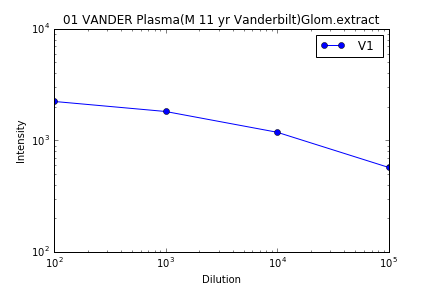 01 VANDER Plasma(M 11 yr Vanderbilt)Glom.extract
V1
10^4
10^3
10^2
Intensity
10^2 10^3 10^4 10^5
Dilution